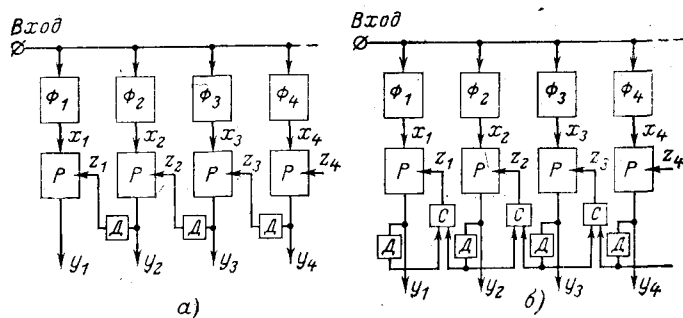 Вход Вход
Ф1 Ф2 Ф3 Ф4 Ф1 Ф2 Ф3 Ф4
x1 x2 x3 x4 x1 x2 x3 x4
P z1 P z2 P z3 P z4 P z1 P z2 P z3 P z4
С С С
Д Д Д Д Д Д Д
y1 y2 y3 y4 y1 y2 y3 y4
а) б)